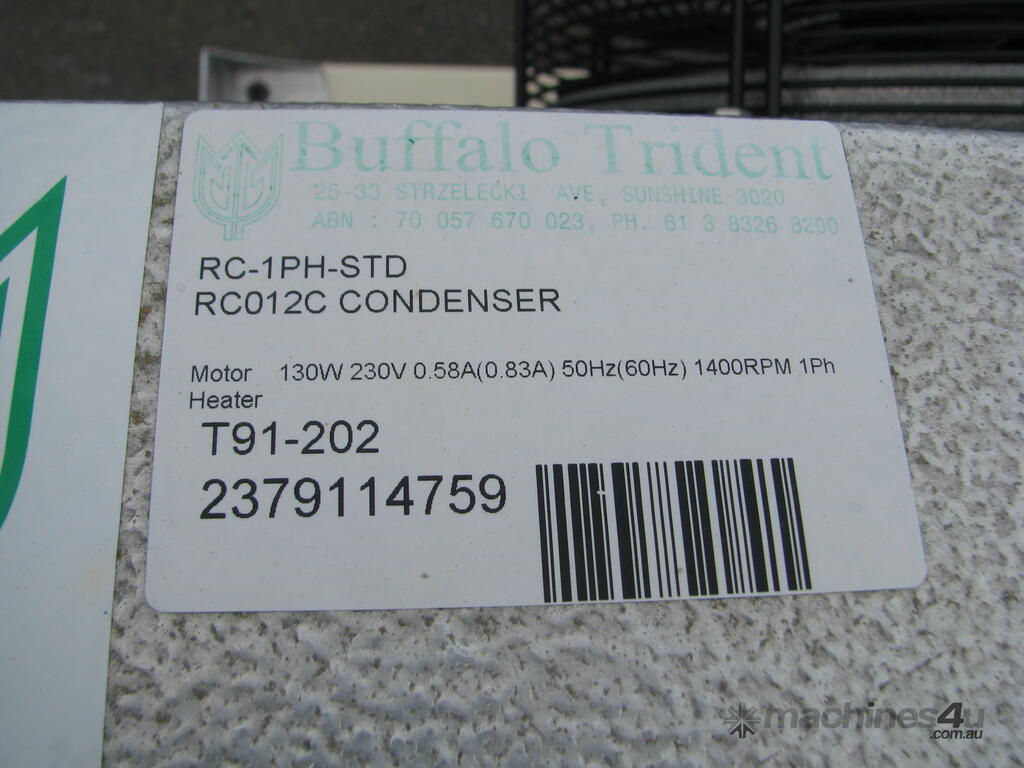 Buffalo Trident
25-33 STRZELECKI AVE, SUNSHINE 3020
ABN : 70 057 670 023, PH. 61 3 8326 8200
RC-1PH-STD
RC012C CONDENSER
Motor 130W 230V 0.58A(0.83A) 50Hz(60Hz) 1400RPM 1Ph
Heater
T91-202
2379114759
machines4u
.com.au